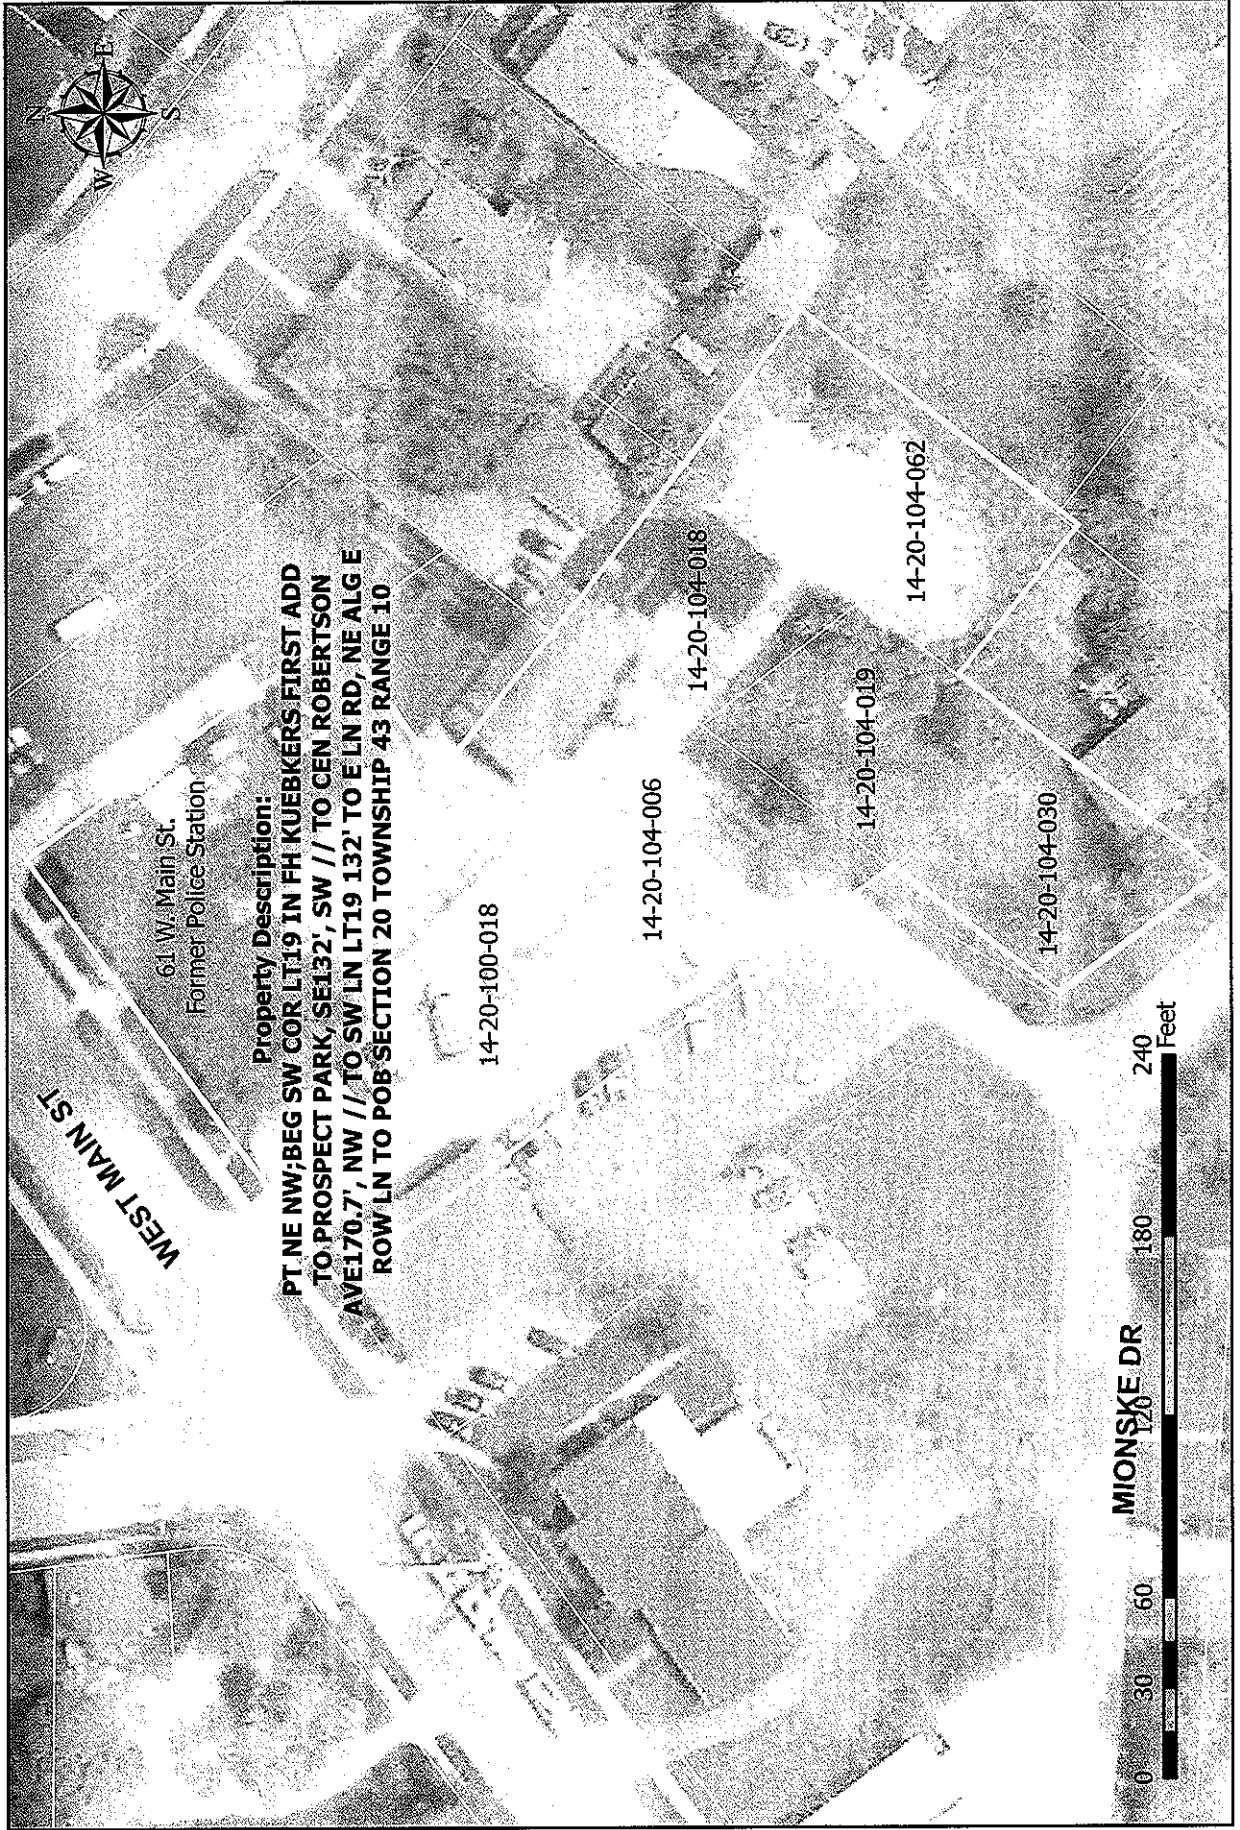 N
E
S
W
WEST MAIN ST
61 W. Main St.
Former Police Station
Property Description:
PT NE NW;BEG SW COR LT19 IN FH KUEBKERS FIRST ADD
TO PROSPECT PARK, SE132', SW // TO CEN ROBERTSON
AVE170.7', NW // TO SW LN LT19 132' TO E LN RD, NE ALG E
ROW LN TO POB SECTION 20 TOWNSHIP 43 RANGE 10
14-20-100-018
14-20-104-006
14-20-104-018
14-20-104-019
14-20-104-062
14-20-104-030
MIONSKE DR
0 30 60 120 180 240
Feet